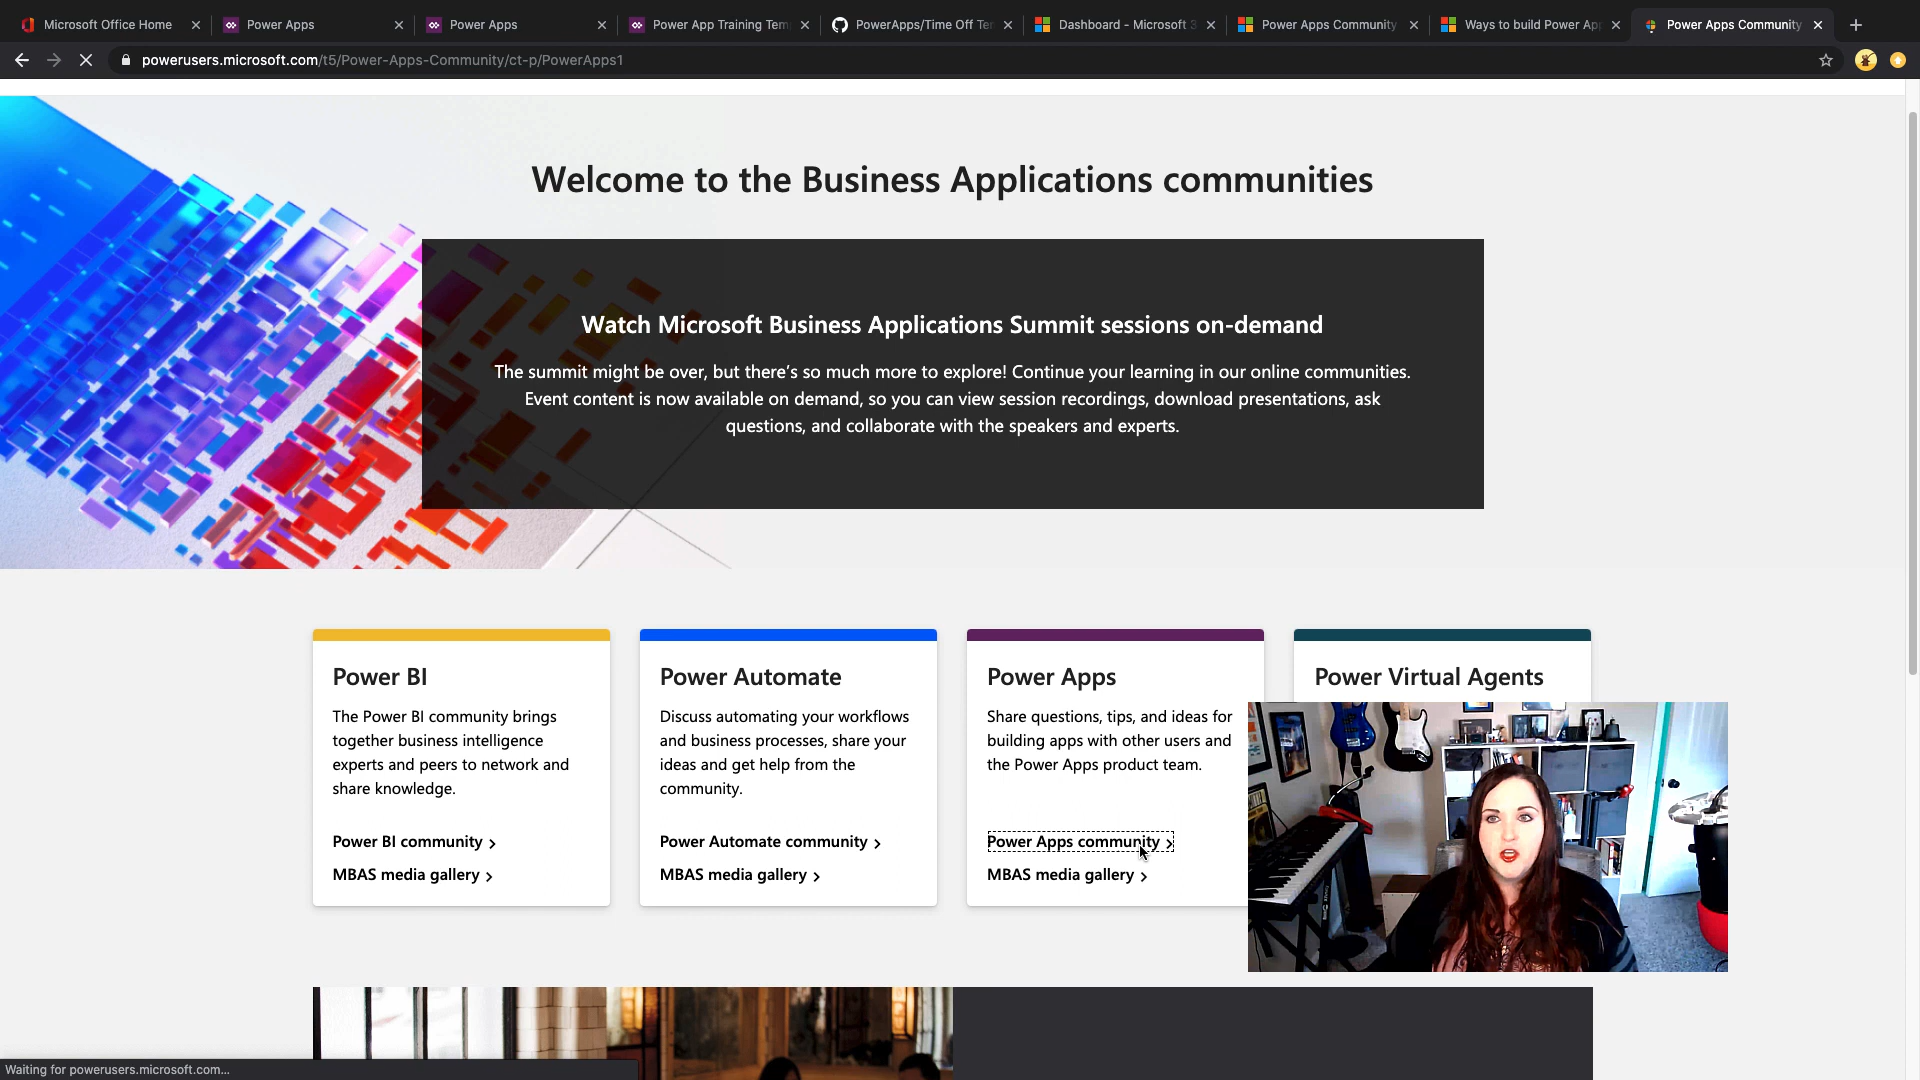 Microsoft Office Home
Power Apps
Power Apps
Power App Training Tem
PowerApps/Time Off Ter
Dashboard - Microsoft 3
Power Apps Community
Ways to build Power Ap
Power Apps Community
powerusers.microsoft.com/t5/Power-Apps-Community/ct-p/PowerApps1
Welcome to the Business Applications communities
Watch Microsoft Business Applications Summit sessions on-demand
The summit might be over, but there's so much more to explore! Continue your learning in our online communities.
Event content is now available on demand, so you can view session recordings, download presentations, ask
questions, and collaborate with the speakers and experts.
Power BI
The Power BI community brings
together business intelligence
experts and peers to network and
share knowledge.
Power BI community >
MBAS media gallery >
Power Automate
Discuss automating your workflows
and business processes, share your
ideas and get help from the
community.
Power Automate community >
MBAS media gallery >
Power Apps
Share questions, tips, and ideas for
building apps with other users and
the Power Apps product team.
Power Apps community >
MBAS media gallery >
Power Virtual Agents
Waiting for powerusers.microsoft.com...